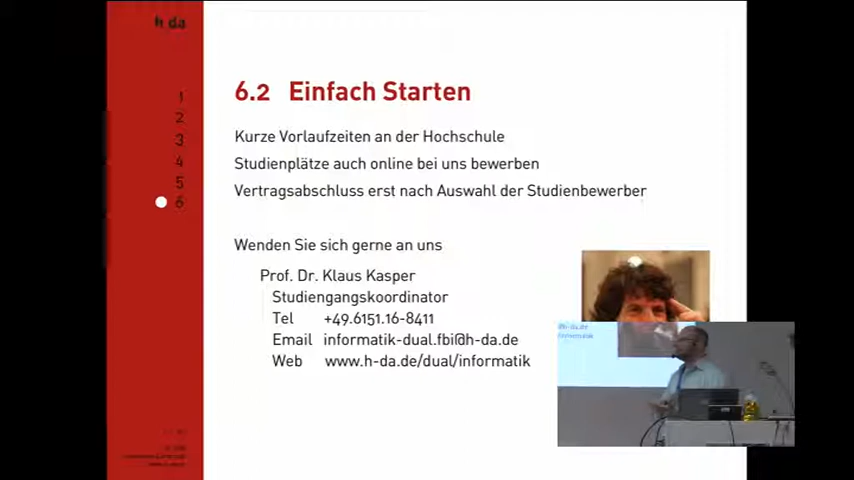 h da
1
2
3
4
5
6
6.2 Einfach Starten
Kurze Vorlaufzeiten an der Hochschule
Studienplätze auch online bei uns bewerben
Vertragsabschluss erst nach Auswahl der Studienbewerber
Wenden Sie sich gerne an uns
Prof. Dr. Klaus Kasper
Studiengangskoordinator
Tel +49.6151.16-8411
Email informatik-dual.fbi@h-da.de
Web www.h-da.de/dual/informatik
@h-da.de